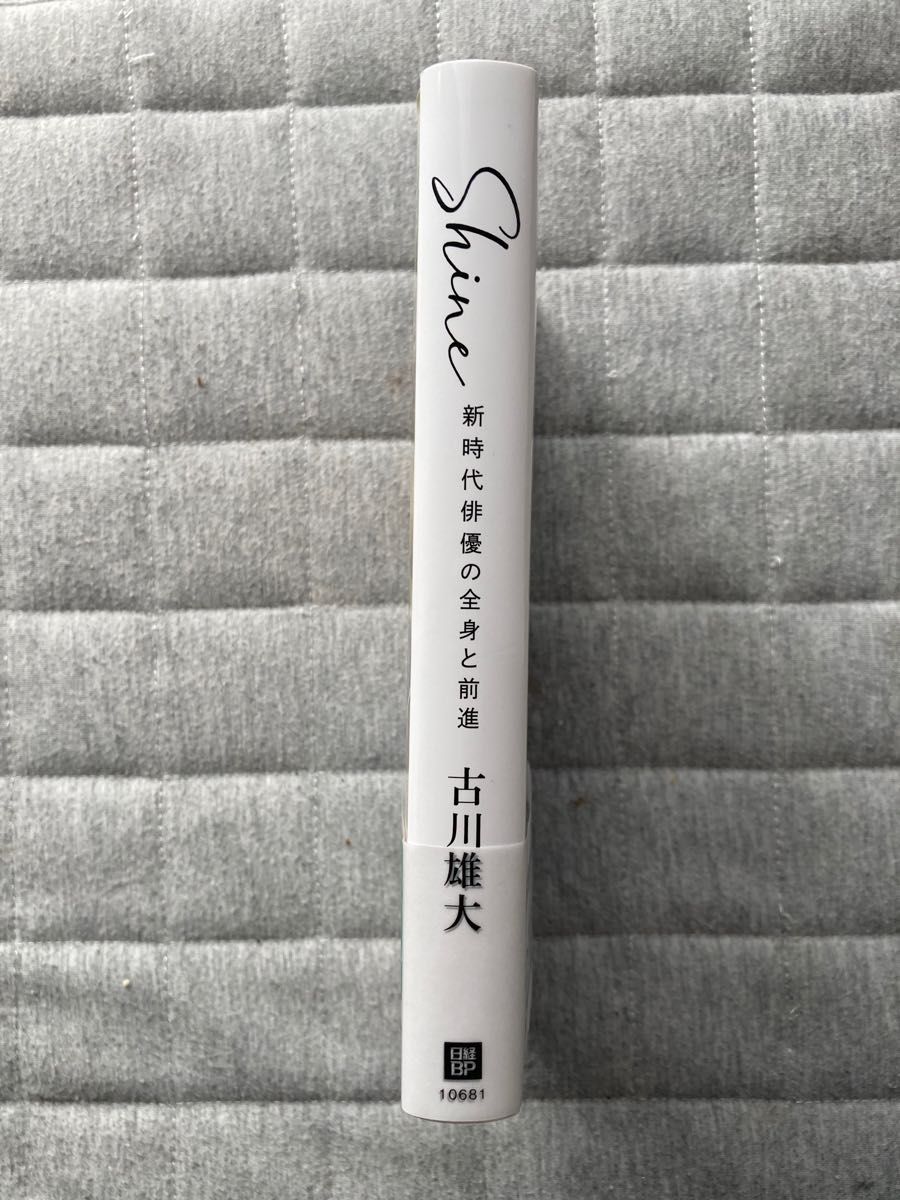 Shine
新時代俳優の全身と前進
古川雄大
日経
BP
10681